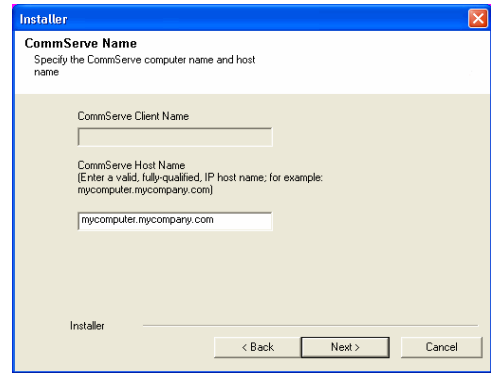 Installer
CommServe Name
Specify the CommServe computer name and host
name
CommServe Client Name
CommServe Host Name
(Enter a valid, fully-qualified, IP host name; for example:
mycomputer.mycompany.com)
mycomputer.mycompany.com
Installer
< Back
Next >
Cancel